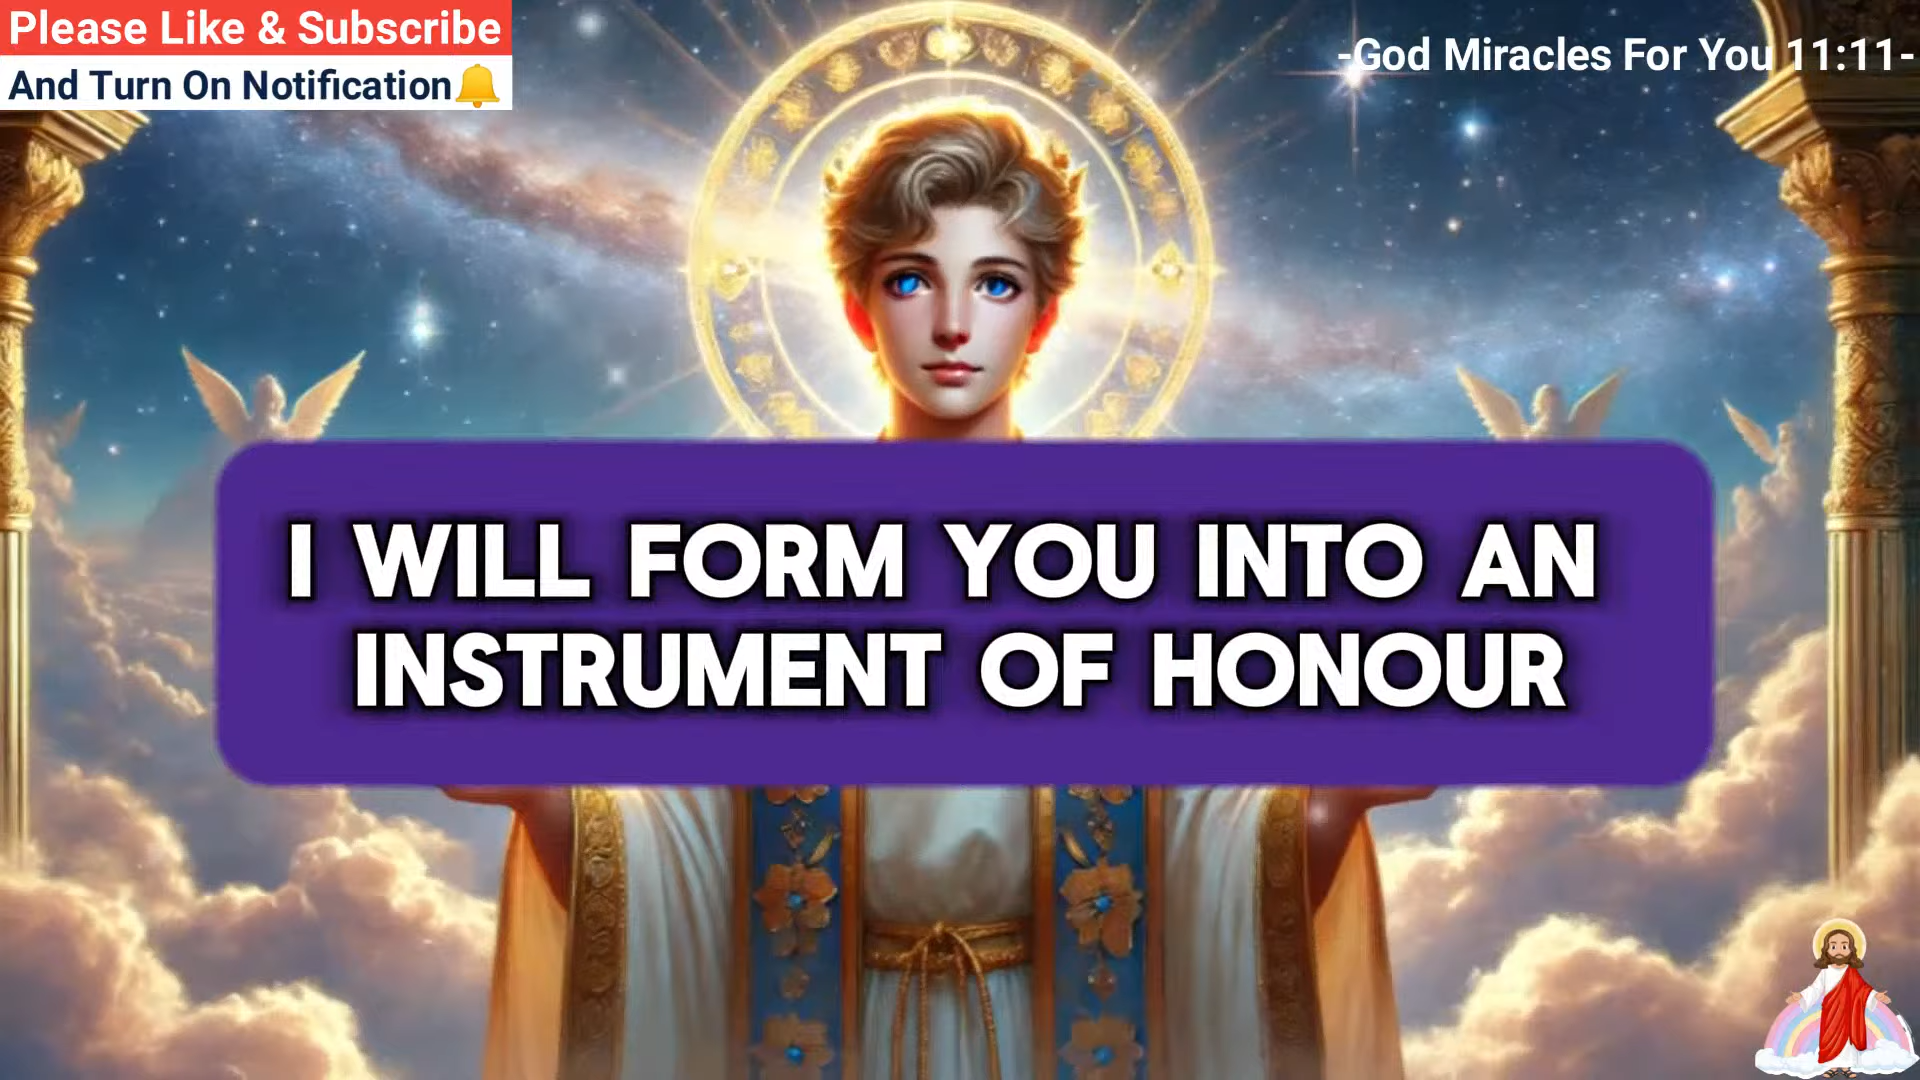 Please Like & Subscribe
And Turn On Notification🔔
-God Miracles For You 11:11-
I WILL FORM YOU INTO AN
INSTRUMENT OF HONOUR